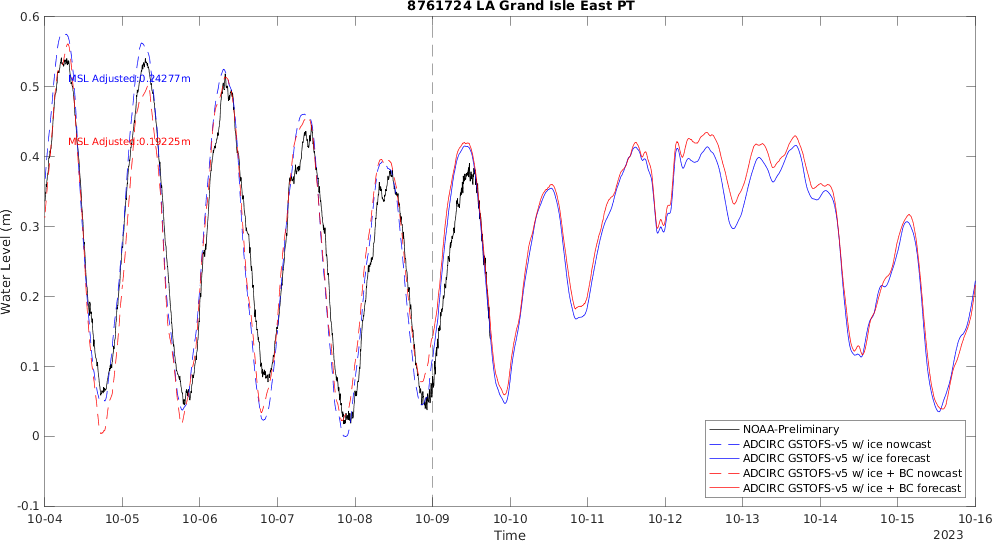 8761724 LA Grand Isle East PT
0.6
0.5
0.4
0.3
0.2
0.1
0
-0.1
Water Level (m)
MSL Adjusted:0.24277m
MSL Adjusted:0.19225m
NOAA-Preliminary
ADCIRC GSTOFS-v5 w/ ice nowcast
ADCIRC GSTOFS-v5 w/ ice forecast
ADCIRC GSTOFS-v5 w/ ice + BC nowcast
ADCIRC GSTOFS-v5 w/ ice + BC forecast
10-04 10-05 10-06 10-07 10-08 10-09 10-10 10-11 10-12 10-13 10-14 10-15 10-16
Time
2023